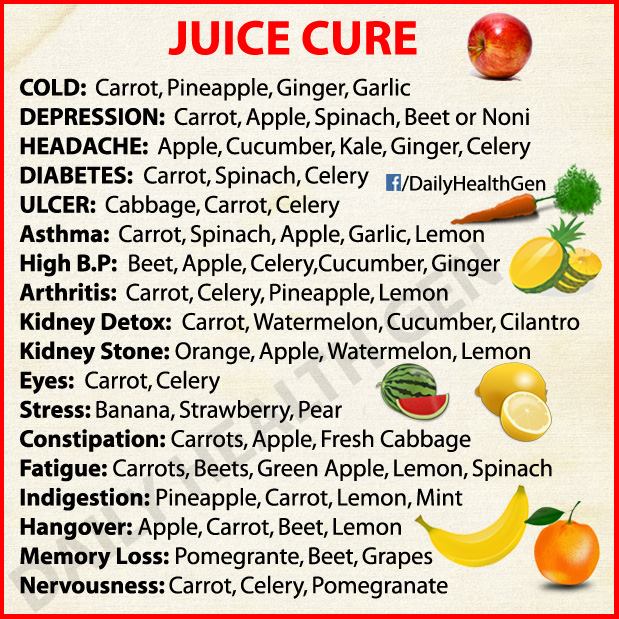 JUICE CURE
COLD: Carrot, Pineapple, Ginger, Garlic
DEPRESSION: Carrot, Apple, Spinach, Beet or Noni
HEADACHE: Apple, Cucumber, Kale, Ginger, Celery
DIABETES: Carrot, Spinach, Celery
f/DailyHealthGen
ULCER: Cabbage, Carrot, Celery
Asthma: Carrot, Spinach, Apple, Garlic, Lemon
High B.P: Beet, Apple, Celery,Cucumber, Ginger
Arthritis: Carrot, Celery, Pineapple, Lemon
Kidney Detox: Carrot, Watermelon, Cucumber, Cilantro
Kidney Stone: Orange, Apple, Watermelon, Lemon
Eyes: Carrot, Celery
Stress: Banana, Strawberry, Pear
Constipation: Carrots, Apple, Fresh Cabbage
Fatigue: Carrots, Beets, Green Apple, Lemon, Spinach
Indigestion: Pineapple, Carrot, Lemon, Mint
Hangover: Apple, Carrot, Beet, Lemon
Memory Loss: Pomegrante, Beet, Grapes
Nervousness: Carrot, Celery, Pomegranate
DAILY HEALTH GEN